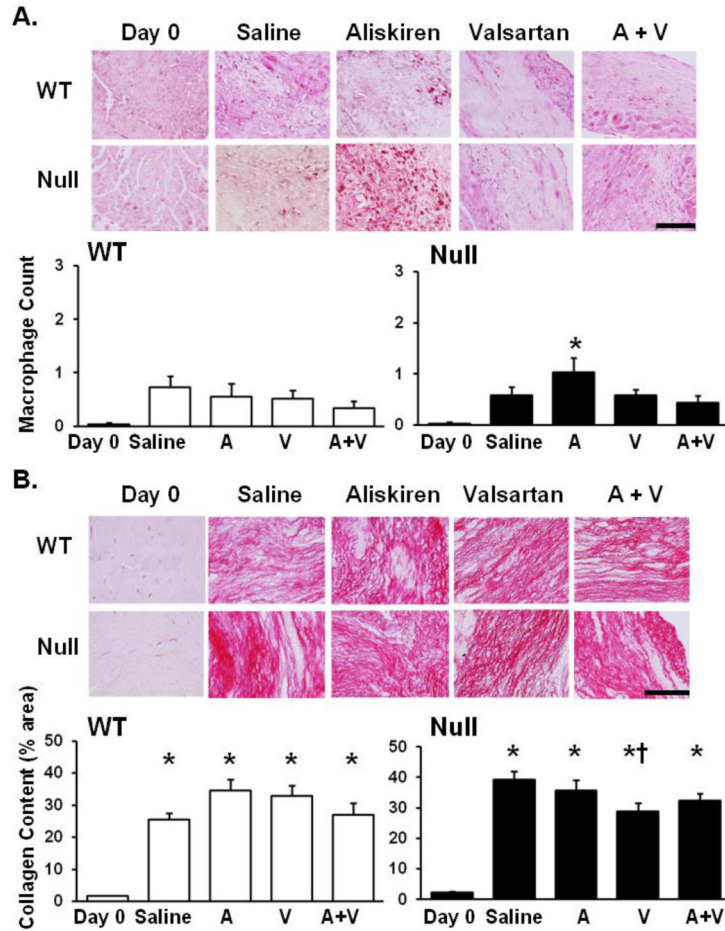 A.
Day 0 Saline Aliskiren Valsartan A + V
WT
Null
WT
Null
Macrophage Count
3
2
1
0
Day 0 Saline A V A+V
3
2
1
0
*
Day 0 Saline A V A+V
B.
Day 0 Saline Aliskiren Valsartan A + V
WT
Null
WT
Null
Collagen Content (% area)
50
40
30
20
10
0
* * * *
Day 0 Saline A V A+V
50
40
30
20
10
0
* * *† *
Day 0 Saline A V A+V